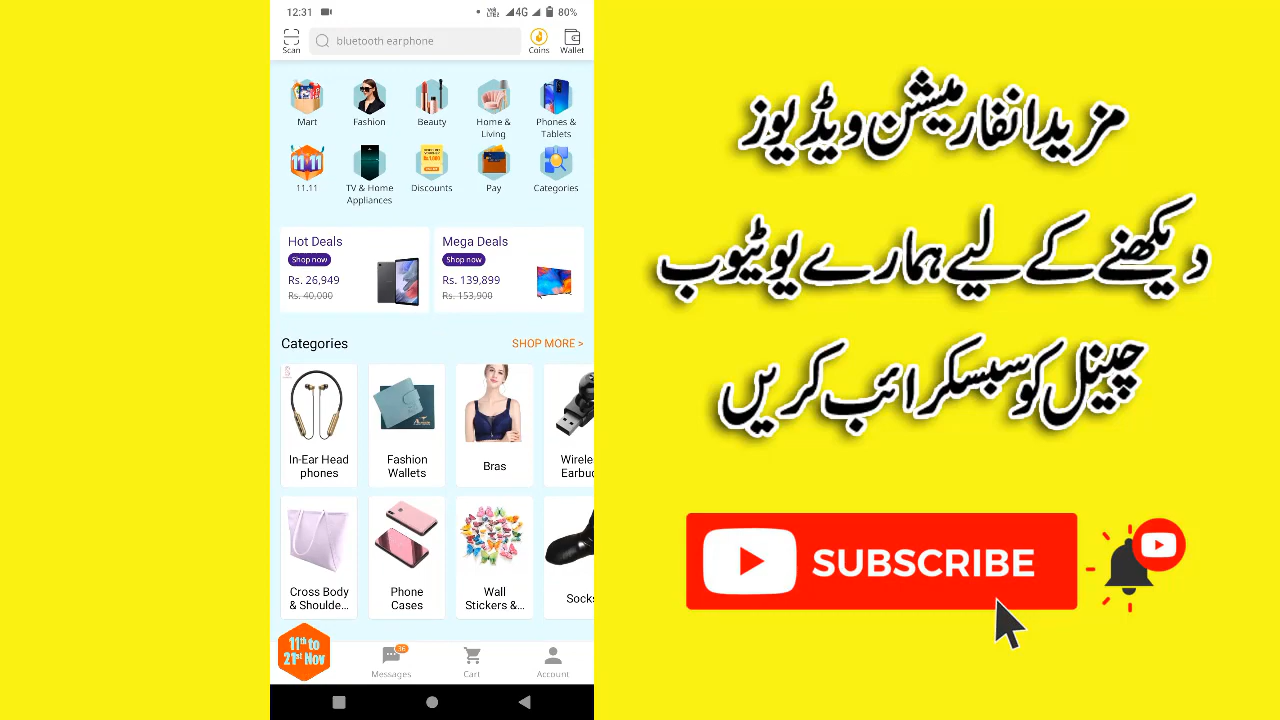 12:31
4G
80%
Scan
bluetooth earphone
Coins
Wallet
Mart
Fashion
Beauty
Home & Living
Phones & Tablets
11.11
11.11
TV & Home Appliances
Discounts
Pay
Categories
Hot Deals
Shop now
Rs. 26,949
Rs. 40,000
Mega Deals
Shop now
Rs. 139,899
Rs. 153,900
Categories
SHOP MORE >
In-Ear Head phones
Fashion Wallets
Bras
Wirele
Earbu
Cross Body & Shoulde...
Phone Cases
Wall Stickers &...
Socks
11th to
21st Nov
36
Messages
Cart
Account
مزید انفارمیشن ویڈیوز
دیکھنے کے لیے ہمارے یوٹیوب
چینل کو سبسکرائب کریں
SUBSCRIBE